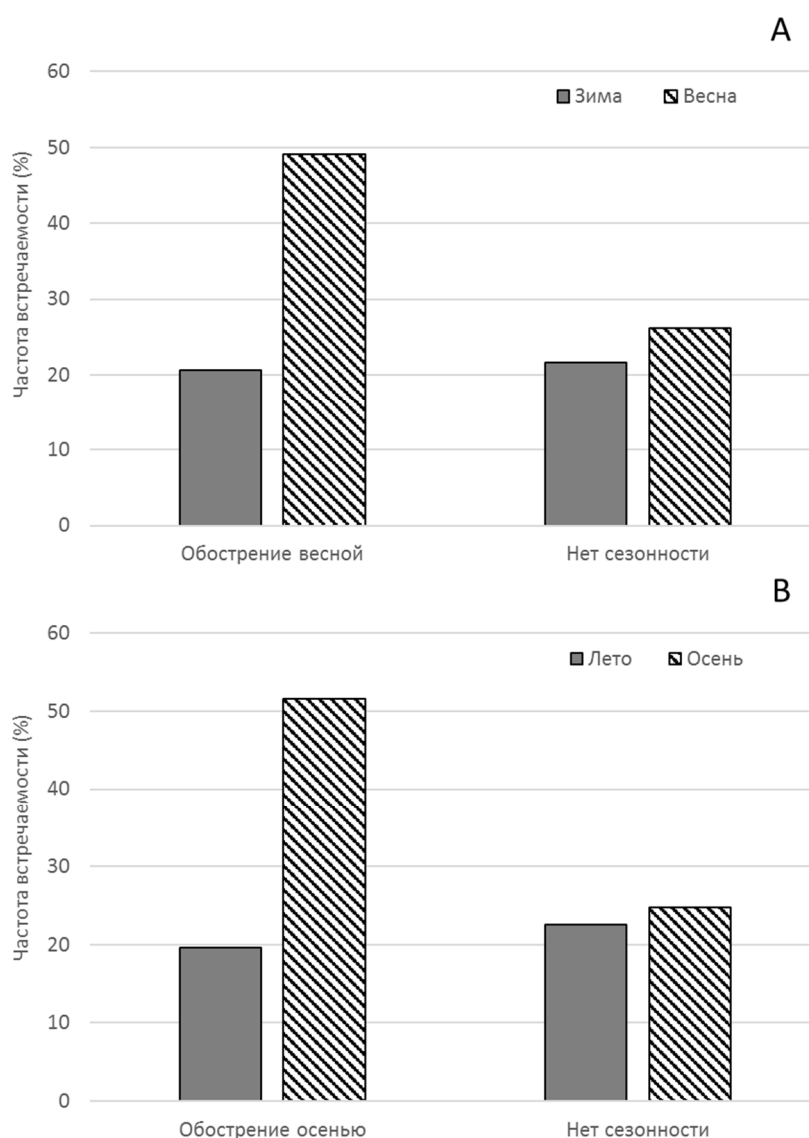 A
60
Зима Весна
50
40
30
20
10
0
Частота встречаемости (%)
Обострение весной Нет сезонности
B
60
Лето Осень
50
40
30
20
10
0
Частота встречаемости (%)
Обострение осенью Нет сезонности